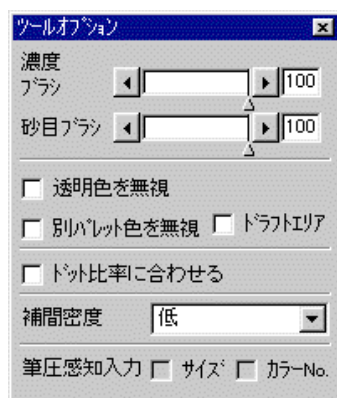 ツールオプション
濃度
ブラシ 100
砂目ブラシ 100
透明色を無視
別パレット色を無視 ドラフトエリア
ドット比率に合わせる
補間密度 低
筆圧感知入力 サイズ カラーNo.